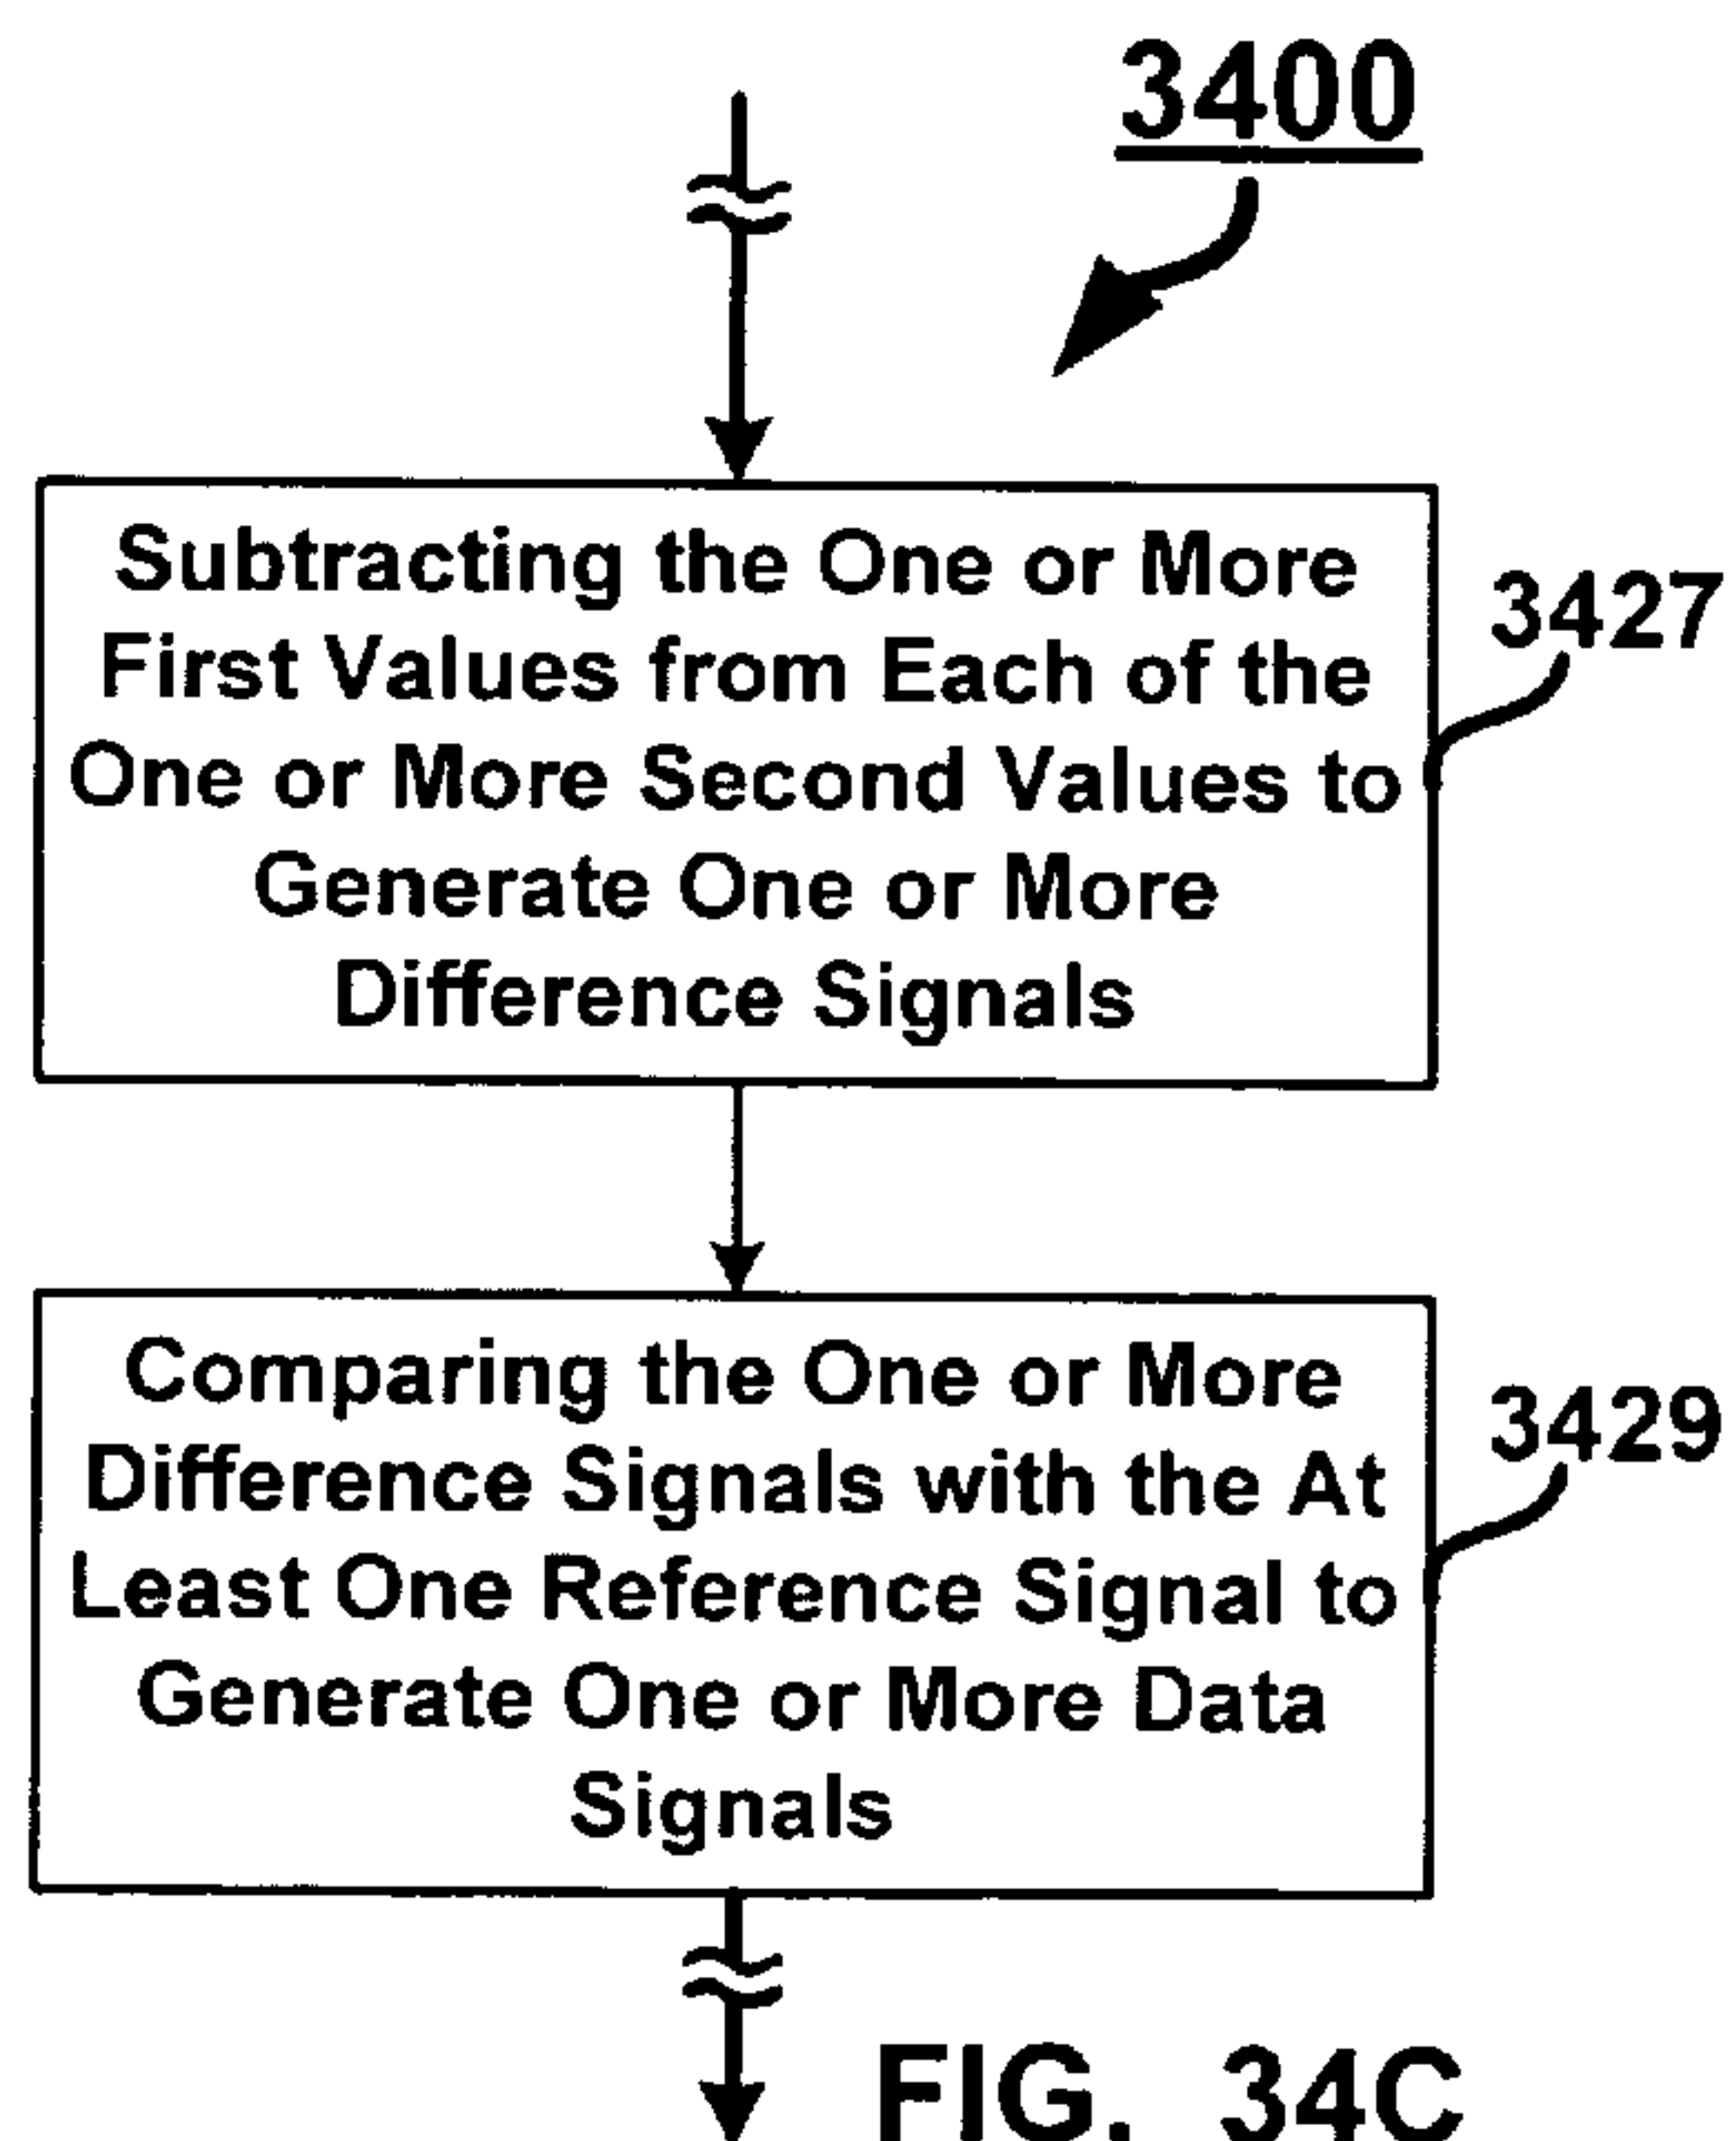 3400
Subtracting the One or More
First Values from Each of the
One or More Second Values to
Generate One or More
Difference Signals
3427
Comparing the One or More
Difference Signals with the At
Least One Reference Signal to
Generate One or More Data
Signals
3429
FIG. 34C